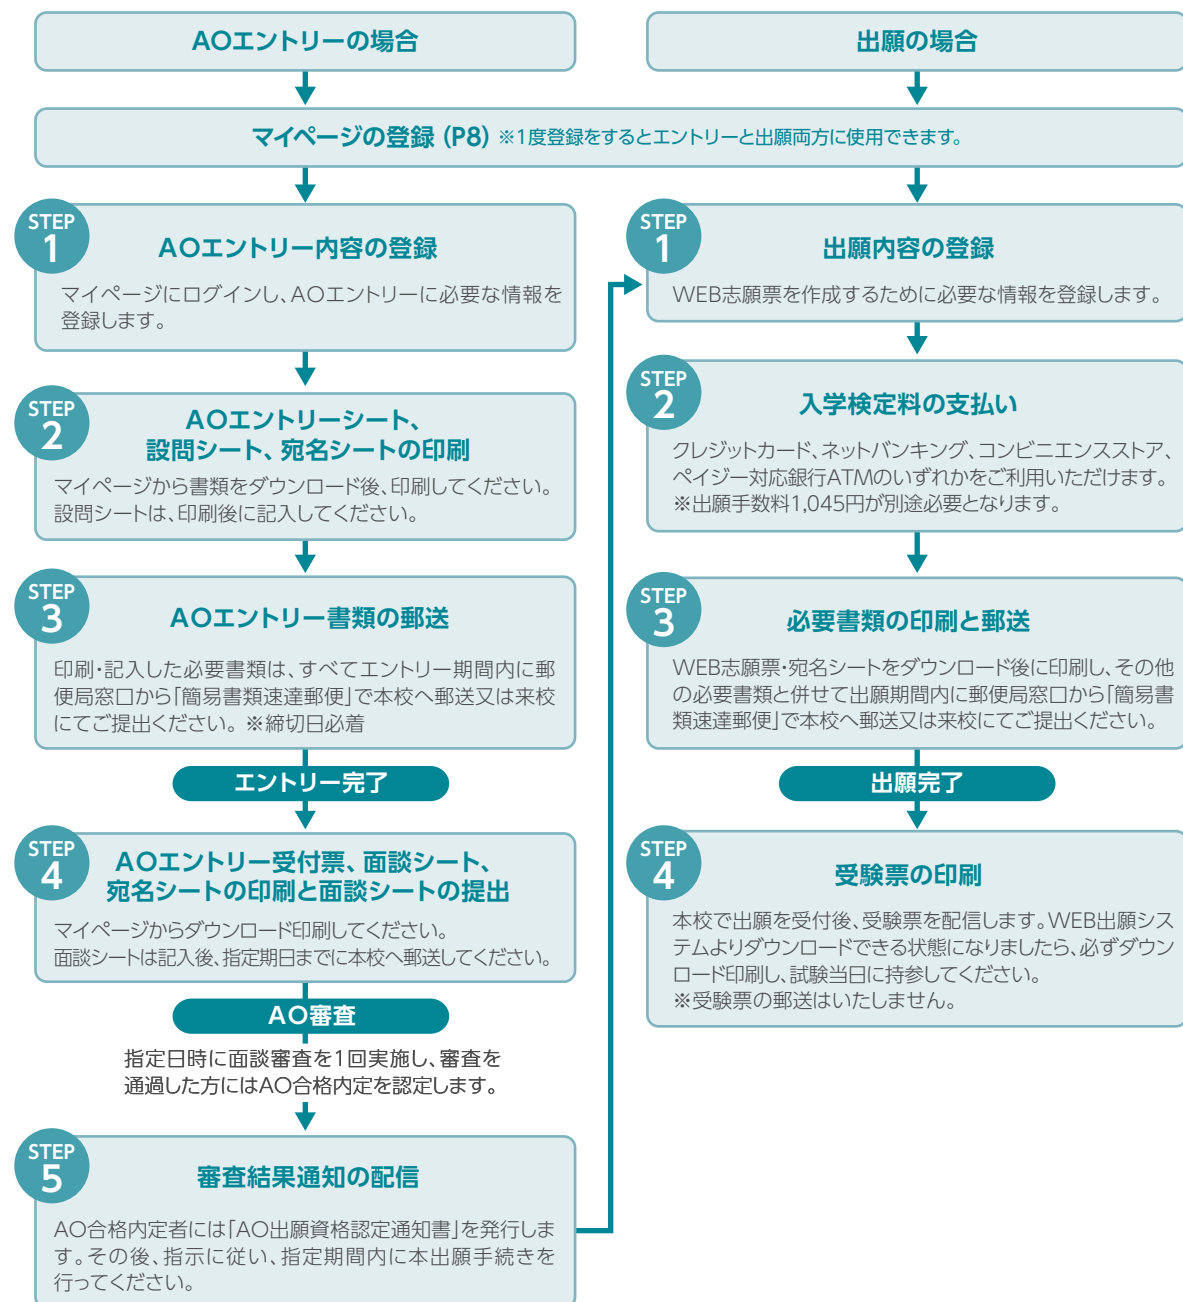 AOエントリーの場合
出願の場合
マイページの登録（P8）※1度登録をするとエントリーと出願両方に使用できます。
STEP
1
AOエントリー内容の登録
マイページにログインし、AOエントリーに必要な情報を
登録します。
STEP
2
AOエントリーシート、
設問シート、宛名シートの印刷
マイページから書類をダウンロード後、印刷してください。
設問シートは、印刷後に記入してください。
STEP
3
AOエントリー書類の郵送
印刷・記入した必要書類は、すべてエントリー期間内に郵
便局窓口から「簡易書類速達郵便」で本校へ郵送又は来校
にてご提出ください。※締切日必着
エントリー完了
STEP
4
AOエントリー受付票、面談シート、
宛名シートの印刷と面談シートの提出
マイページからダウンロード印刷してください。
面談シートは記入後、指定期日までに本校へ郵送してください。
AO審査
指定日時に面談審査を1回実施し、審査を
通過した方にはAO合格内定を認定します。
STEP
5
審査結果通知の配信
AO合格内定者には「AO出願資格認定通知書」を発行しま
す。その後、指示に従い、指定期間内に本出願手続きを
行ってください。
STEP
1
出願内容の登録
WEB志願票を作成するために必要な情報を登録します。
STEP
2
入学検定料の支払い
クレジットカード、ネットバンキング、コンビニエンスストア、
ペイジー対応銀行ATMのいずれかをご利用いただけます。
※出願手数料1,045円が別途必要となります。
STEP
3
必要書類の印刷と郵送
WEB志願票・宛名シートをダウンロード後に印刷し、その他
の必要書類と併せて出願期間内に郵便局窓口から「簡易書
類速達郵便」で本校へ郵送又は来校にてご提出ください。
出願完了
STEP
4
受験票の印刷
本校で出願を受付後、受験票を配信します。WEB出願シス
テムよりダウンロードできる状態になりましたら、必ずダウン
ロード印刷し、試験当日に持参してください。
※受験票の郵送はいたしません。